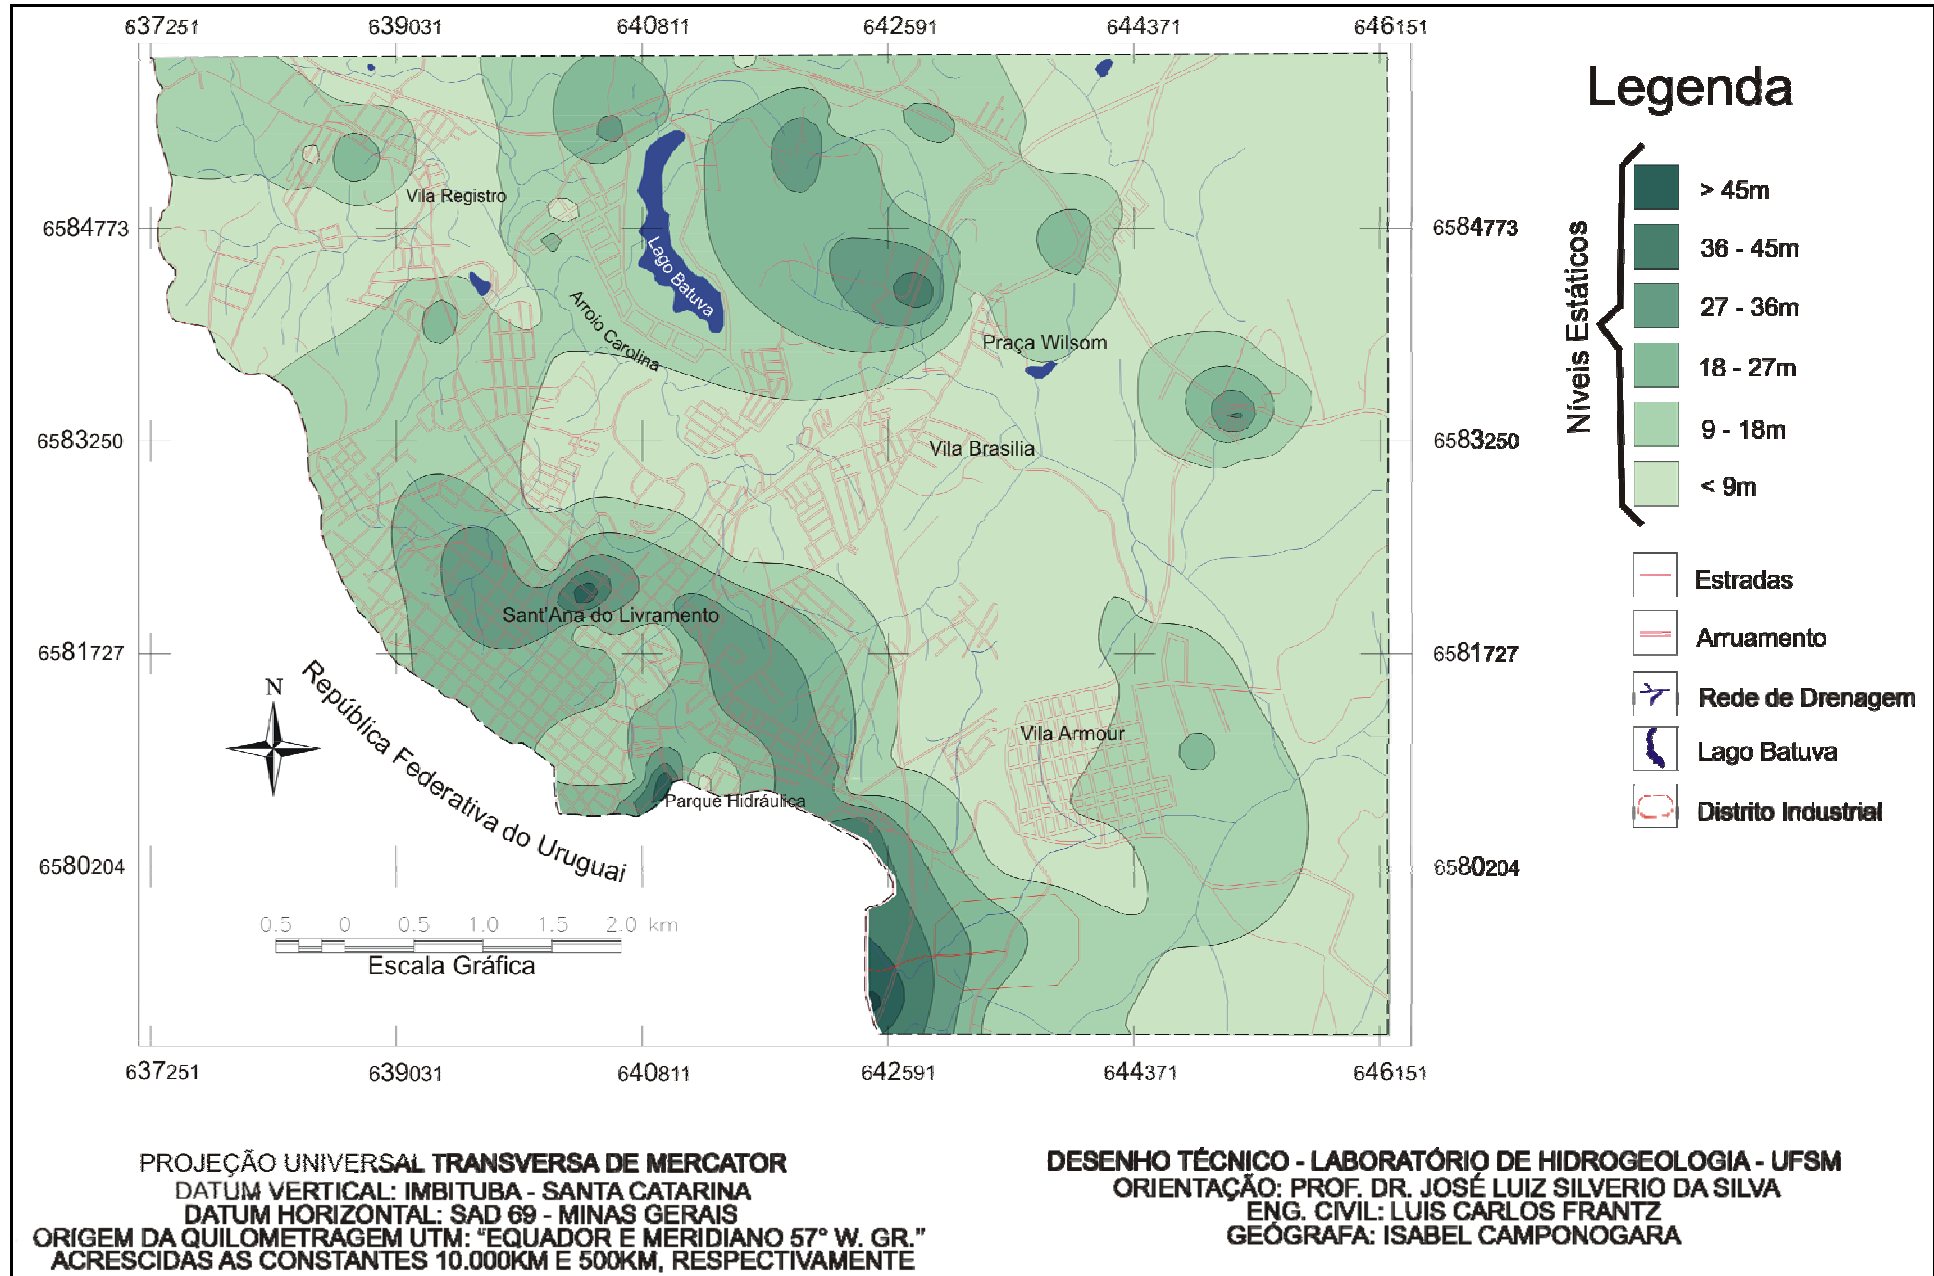 637251 639031 640811 642591 644371 646151
Legenda
Níveis Estáticos
> 45m
36 - 45m
27 - 36m
18 - 27m
9 - 18m
< 9m
Estradas
Arruamento
Rede de Drenagem
Lago Batuva
Distrito Industrial
6584773
6583250
6581727
6580204
6584773
6583250
6581727
6580204
Vila Registro
Lago Batuva
Arroio Carolina
Praça Wilsom
Vila Brasilia
Sant'Ana do Livramento
Vila Armour
Parque Hidráulica
N
República Federativa do Uruguai
0.5 0 0.5 1.0 1.5 2.0 km
Escala Gráfica
637251 639031 640811 642591 644371 646151
PROJEÇÃO UNIVERSAL TRANSVERSA DE MERCATOR
DATUM VERTICAL: IMBITUBA - SANTA CATARINA
DATUM HORIZONTAL: SAD 69 - MINAS GERAIS
ORIGEM DA QUILOMETRAGEM UTM: “EQUADOR E MERIDIANO 57° W. GR.”
ACRESCIDAS AS CONSTANTES 10.000KM E 500KM, RESPECTIVAMENTE
DESENHO TÉCNICO - LABORATÓRIO DE HIDROGEOLOGIA - UFSM
ORIENTAÇÃO: PROF. DR. JOSÉ LUIZ SILVERIO DA SILVA
ENG. CIVIL: LUIS CARLOS FRANTZ
GEÓGRAFA: ISABEL CAMPONOGARA